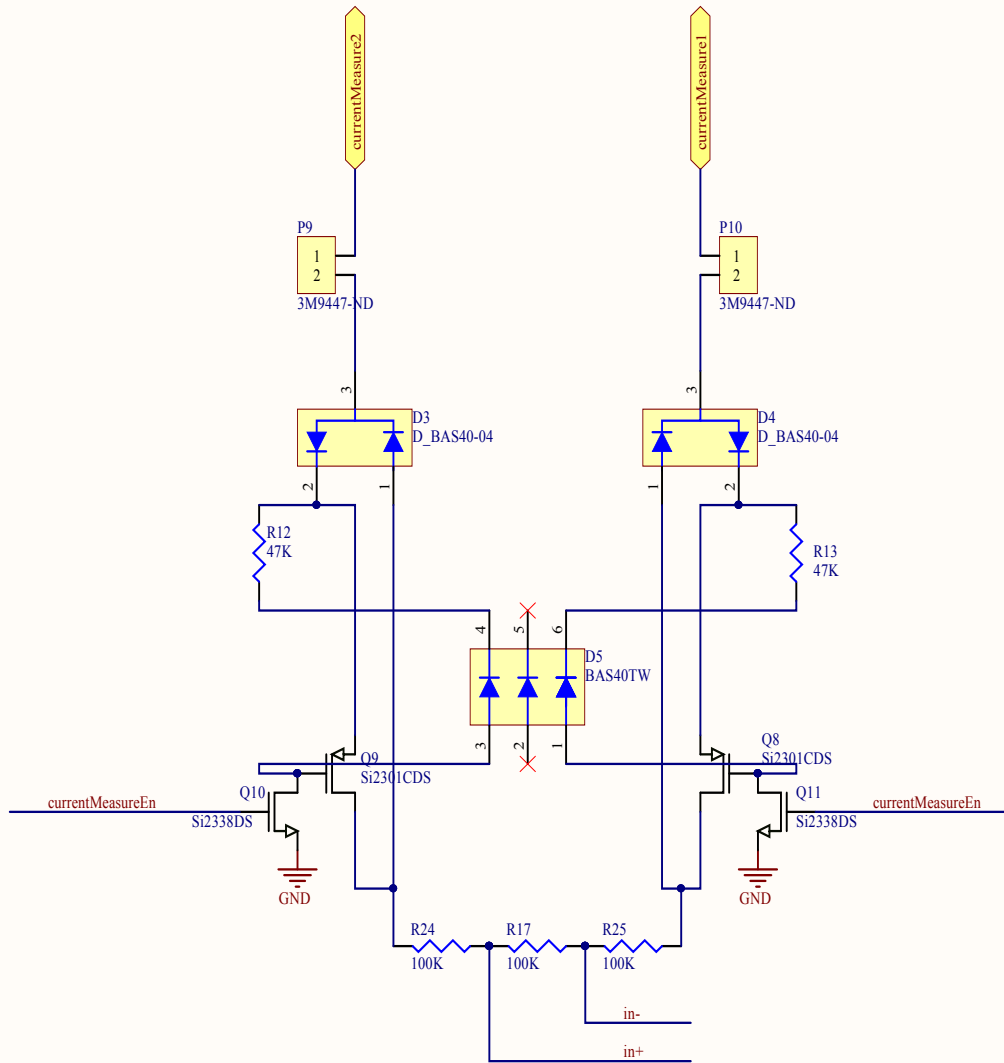 currentMeasure2
currentMeasure1
P9
1
2
3M9447-ND
P10
1
2
3M9447-ND
3
D3
D_BAS40-04
2
1
3
D4
D_BAS40-04
1
2
R12
47K
R13
47K
4
5
6
D5
BAS40TW
3
2
1
Q9
Si2301CDS
Q8
Si2301CDS
currentMeasureEn
Q10
Si2338DS
Q11
Si2338DS
currentMeasureEn
GND
GND
R24
100K
R17
100K
R25
100K
in-
in+